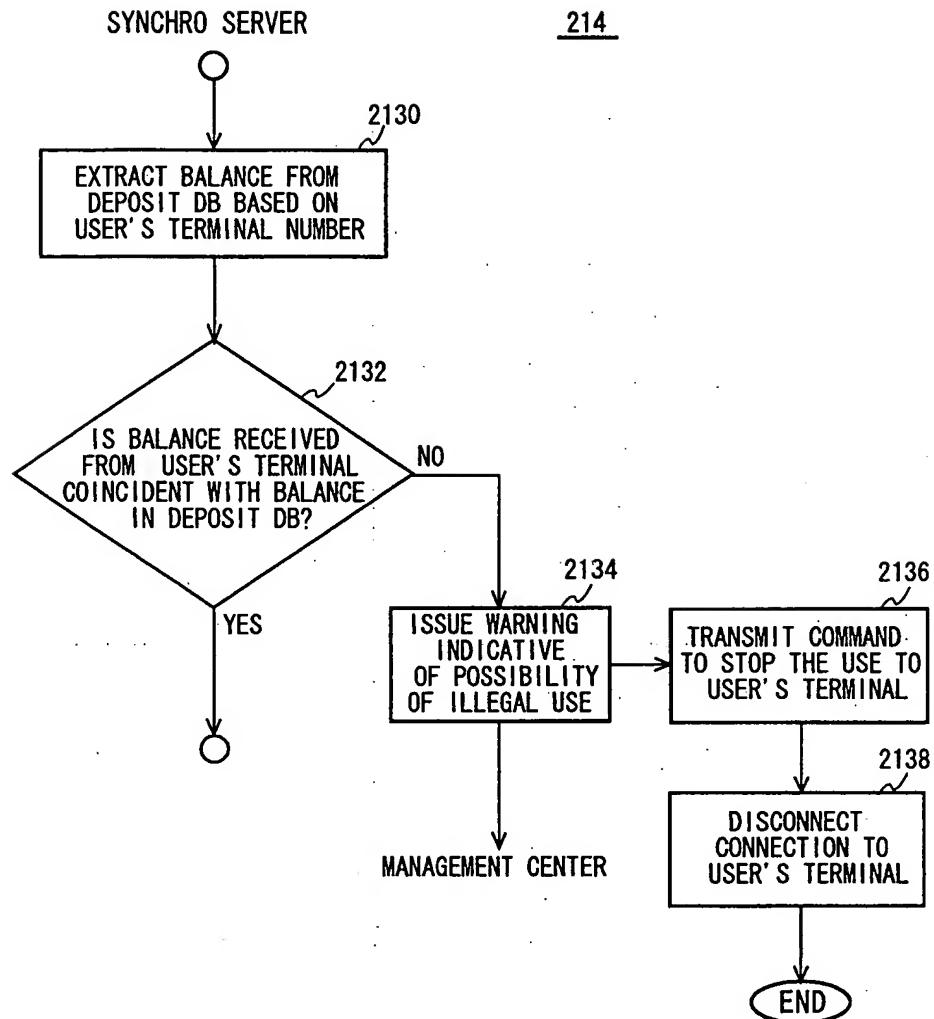 SYNCHRO SERVER
214
2130
EXTRACT BALANCE FROM
DEPOSIT DB BASED ON
USER'S TERMINAL NUMBER
2132
IS BALANCE RECEIVED
FROM USER'S TERMINAL
COINCIDENT WITH BALANCE
IN DEPOSIT DB?
NO
YES
2134
ISSUE WARNING
INDICATIVE
OF POSSIBILITY
OF ILLEGAL USE
MANAGEMENT CENTER
2136
TRANSMIT COMMAND
TO STOP THE USE TO
USER'S TERMINAL
2138
DISCONNECT
CONNECTION TO
USER'S TERMINAL
END